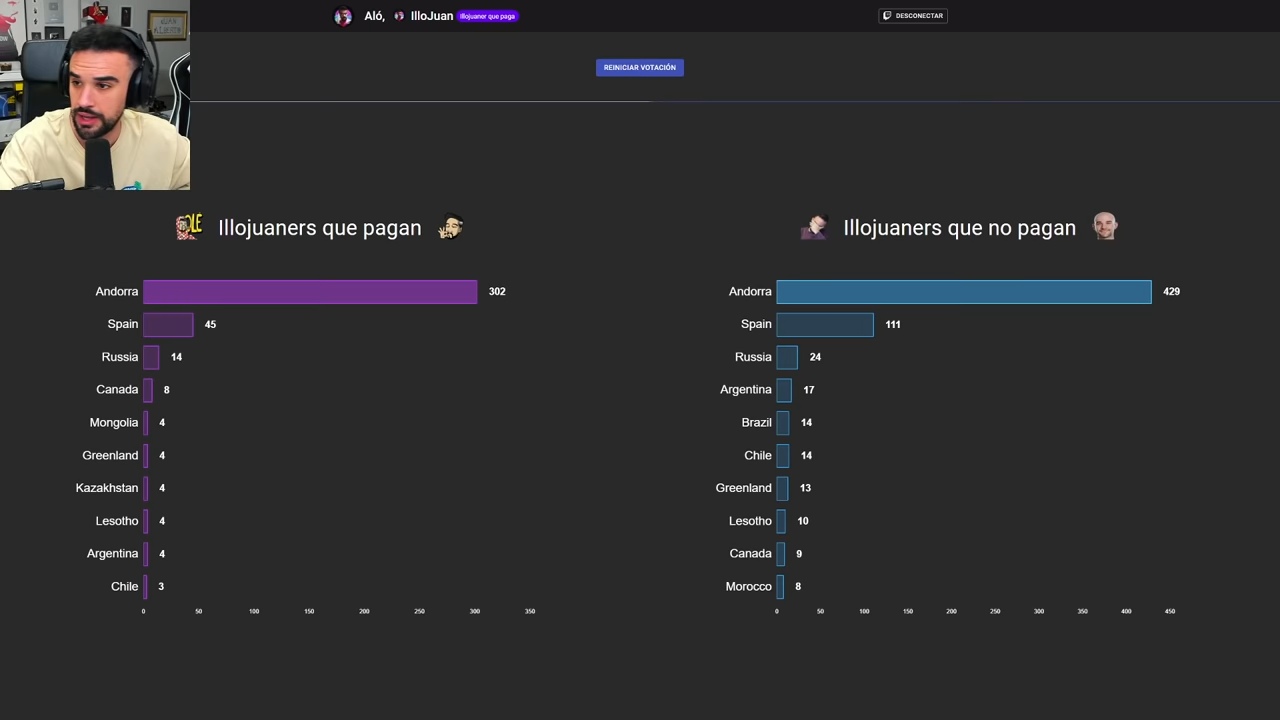 Aló, IlloJuan Illojuaner que paga
DESCONECTAR
REINICIAR VOTACIÓN
Illojuaners que pagan
Andorra 302
Spain 45
Russia 14
Canada 8
Mongolia 4
Greenland 4
Kazakhstan 4
Lesotho 4
Argentina 4
Chile 3
0 50 100 150 200 250 300 350
Illojuaners que no pagan
Andorra 429
Spain 111
Russia 24
Argentina 17
Brazil 14
Chile 14
Greenland 13
Lesotho 10
Canada 9
Morocco 8
0 50 100 150 200 250 300 350 400 450